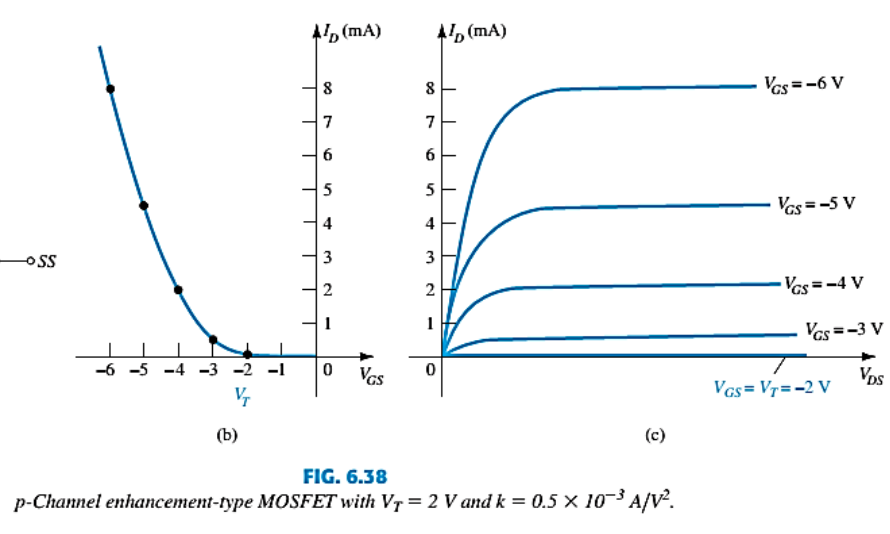 I_D (mA)
8
7
6
5
4
3
2
1
0
-6 -5 -4 -3 -2 -1
V_T
V_GS
SS
(b)
I_D (mA)
8
7
6
5
4
3
2
1
0
V_GS = -6 V
V_GS = -5 V
V_GS = -4 V
V_GS = -3 V
V_GS = V_T = -2 V
V_DS
(c)
FIG. 6.38
p-Channel enhancement-type MOSFET with V_T = 2 V and k = 0.5 × 10⁻³ A/V².